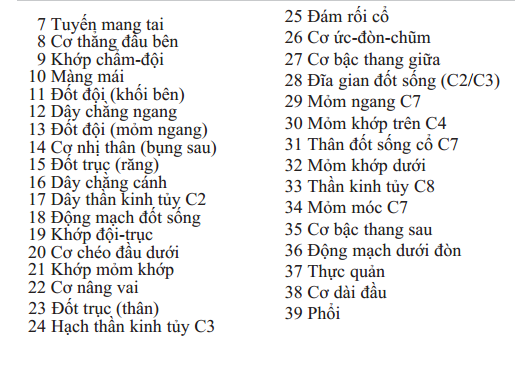 7 Tuyến mang tai
8 Cơ thẳng đầu bên
9 Khớp chẩm-đội
10 Màng mái
11 Đốt đội (khối bên)
12 Dây chằng ngang
13 Đốt đội (mỏm ngang)
14 Cơ nhị thân (bụng sau)
15 Đốt trục (răng)
16 Dây chằng cánh
17 Dây thần kinh tủy C2
18 Động mạch đốt sống
19 Khớp đội-trục
20 Cơ chéo đầu dưới
21 Khớp mỏm khớp
22 Cơ nâng vai
23 Đốt trục (thân)
24 Hạch thần kinh tủy C3
25 Đám rối cổ
26 Cơ ức-đòn-chũm
27 Cơ bậc thang giữa
28 Đĩa gian đốt sống (C2/C3)
29 Mỏm ngang C7
30 Mỏm khớp trên C4
31 Thân đốt sống cổ C7
32 Mỏm khớp dưới
33 Thần kinh tủy C8
34 Mỏm móc C7
35 Cơ bậc thang sau
36 Động mạch dưới đòn
37 Thực quản
38 Cơ dài đầu
39 Phổi